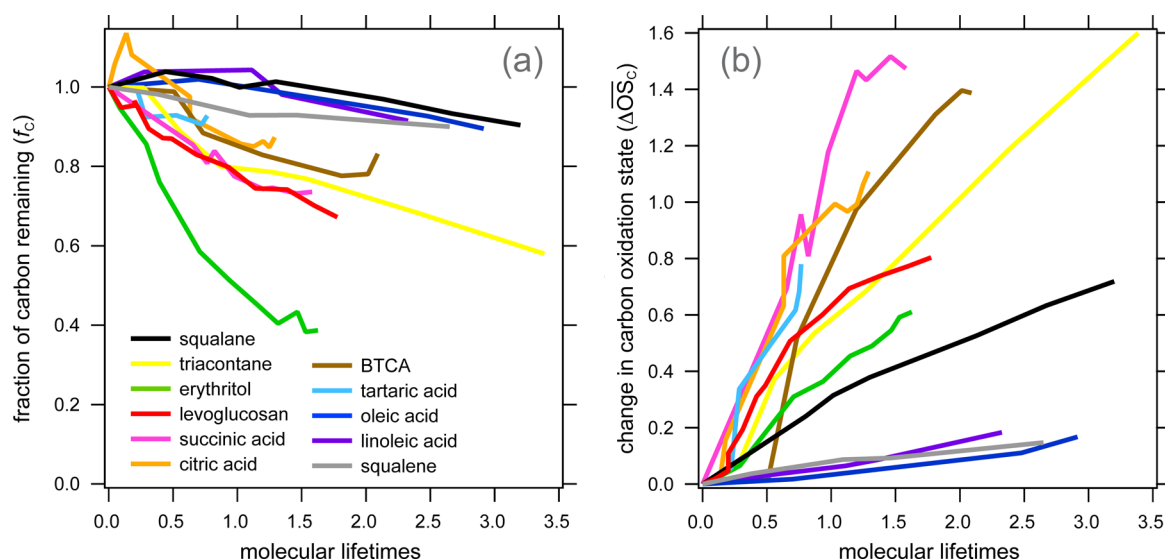 (a)
fraction of carbon remaining (fC)
1.0
0.8
0.6
0.4
0.2
0.0
squalane
triacontane
erythritol
levoglucosan
succinic acid
citric acid
BTCA
tartaric acid
oleic acid
linoleic acid
squalene
0.0 0.5 1.0 1.5 2.0 2.5 3.0 3.5
molecular lifetimes
(b)
change in carbon oxidation state (ΔO̅S̅C)
1.6
1.4
1.2
1.0
0.8
0.6
0.4
0.2
0.0
0.0 0.5 1.0 1.5 2.0 2.5 3.0 3.5
molecular lifetimes